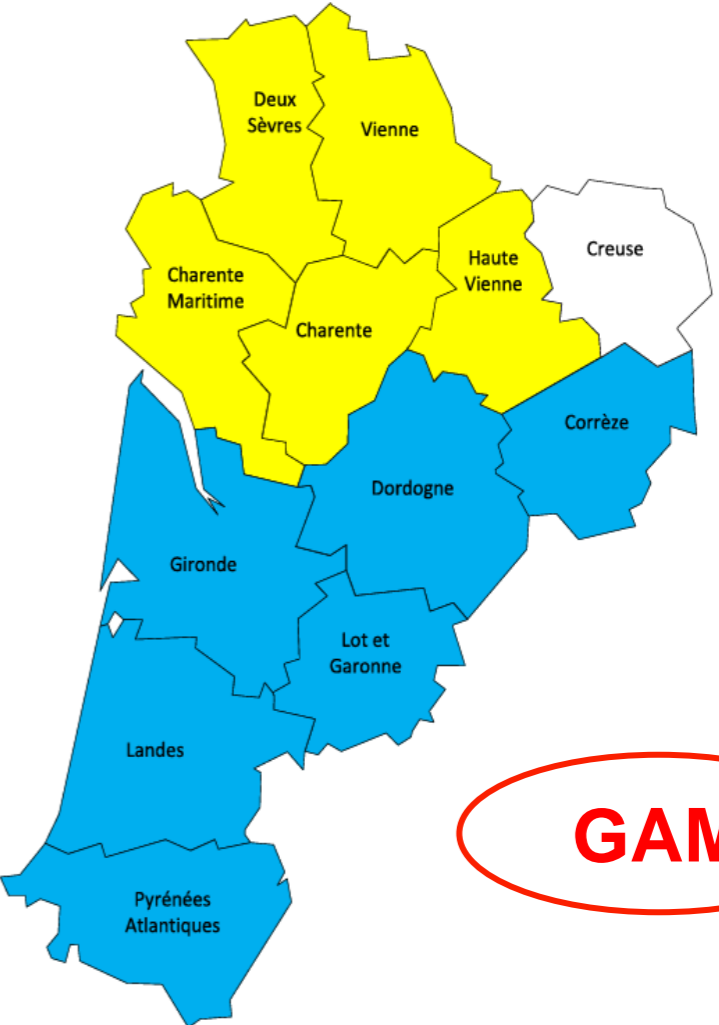 Deux
Sèvres
Vienne
Creuse
Haute
Vienne
Charente
Maritime
Charente
Corrèze
Dordogne
Gironde
Lot et
Garonne
Landes
GAM
Pyrénées
Atlantiques